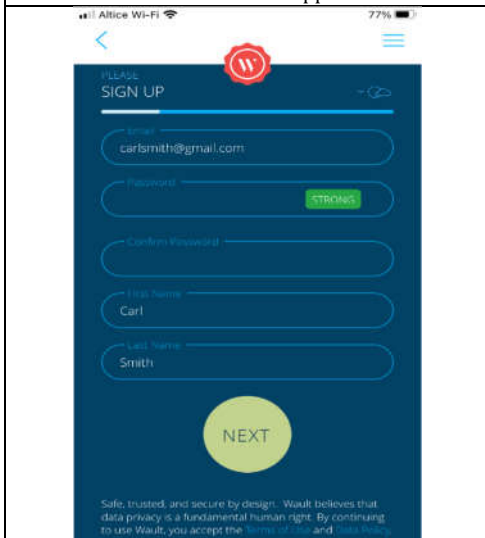 Altice Wi-Fi 77%
W
PLEASE
SIGN UP
Email
carlsmith@gmail.com
Password
STRONG
Confirm Password
First Name
Carl
Last Name
Smith
NEXT
Safe, trusted, and secure by design. Wault believes that
data privacy is a fundamental human right. By continuing
to use Wault, you accept the Terms of Use and Data Policy